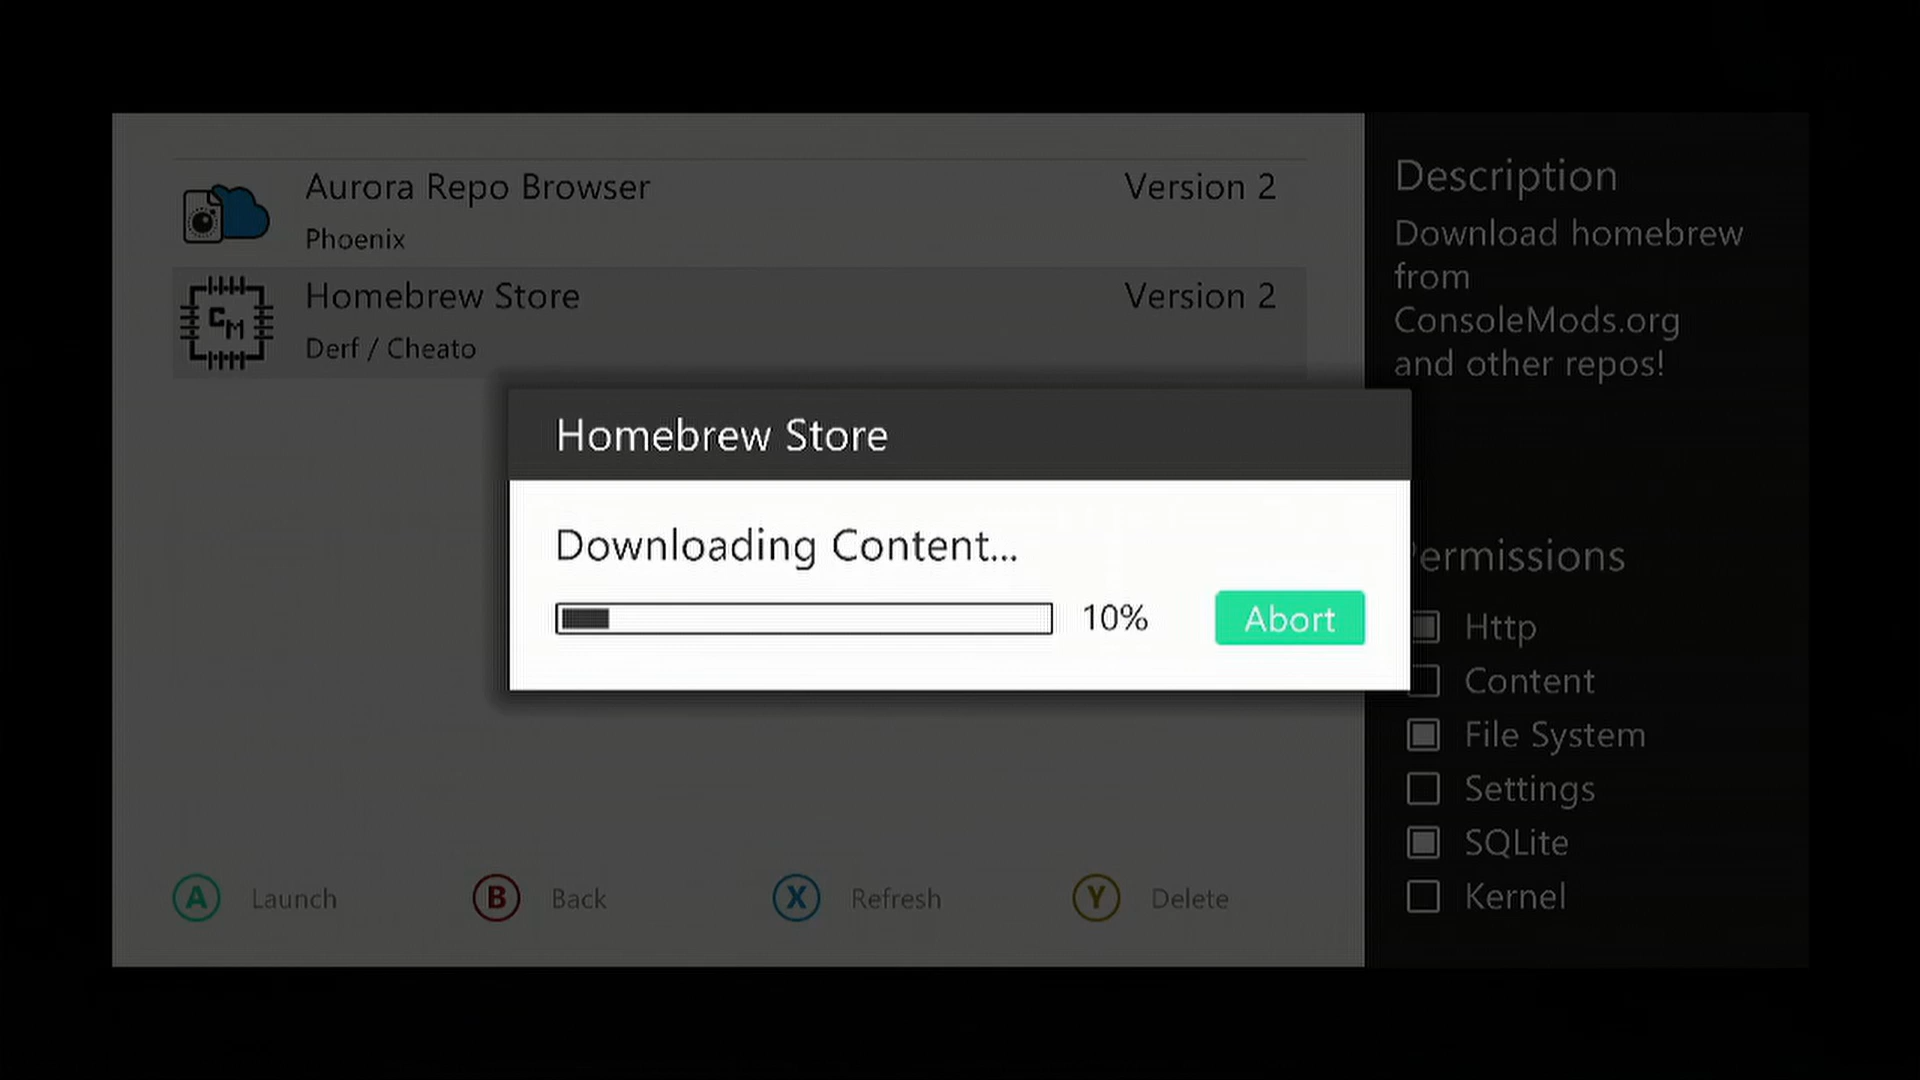 Aurora Repo Browser
Version 2
Phoenix
CM
Homebrew Store
Version 2
Derf / Cheato
Homebrew Store
Downloading Content...
10%
Abort
A Launch
B Back
X Refresh
Y Delete
Description
Download homebrew
from
ConsoleMods.org
and other repos!
ermissions
Http
Content
File System
Settings
SQLite
Kernel